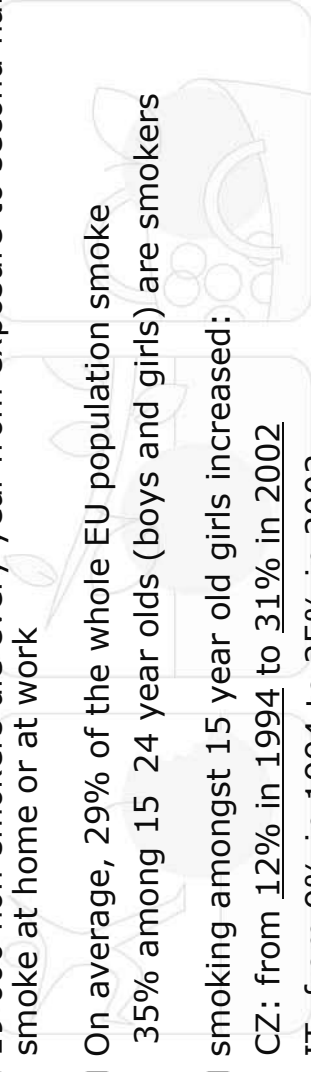 smoke at home or at work
On average, 29% of the whole EU population smoke
35% among 15 24 year olds (boys and girls) are smokers
smoking amongst 15 year old girls increased:
CZ: from 12% in 1994 to 31% in 2002